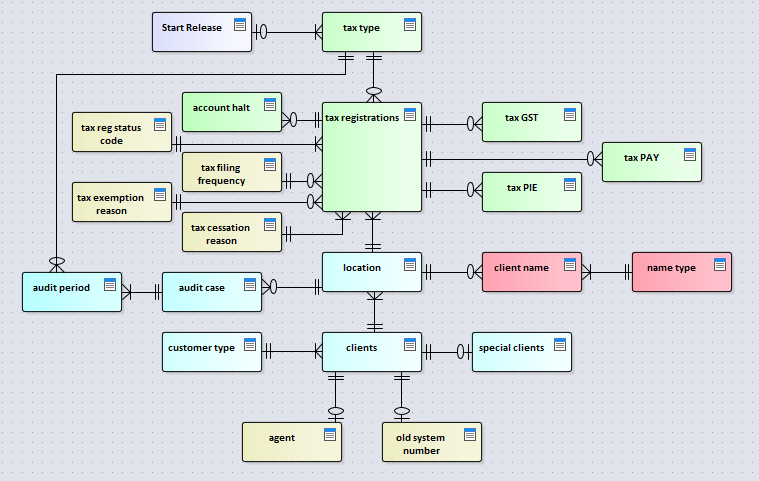 Start Release
tax type
account halt
tax registrations
tax GST
tax reg status
code
tax PAY
tax filing
frequency
tax exemption
reason
tax PIE
tax cessation
reason
location
client name
name type
audit period
audit case
customer type
clients
special clients
agent
old system
number